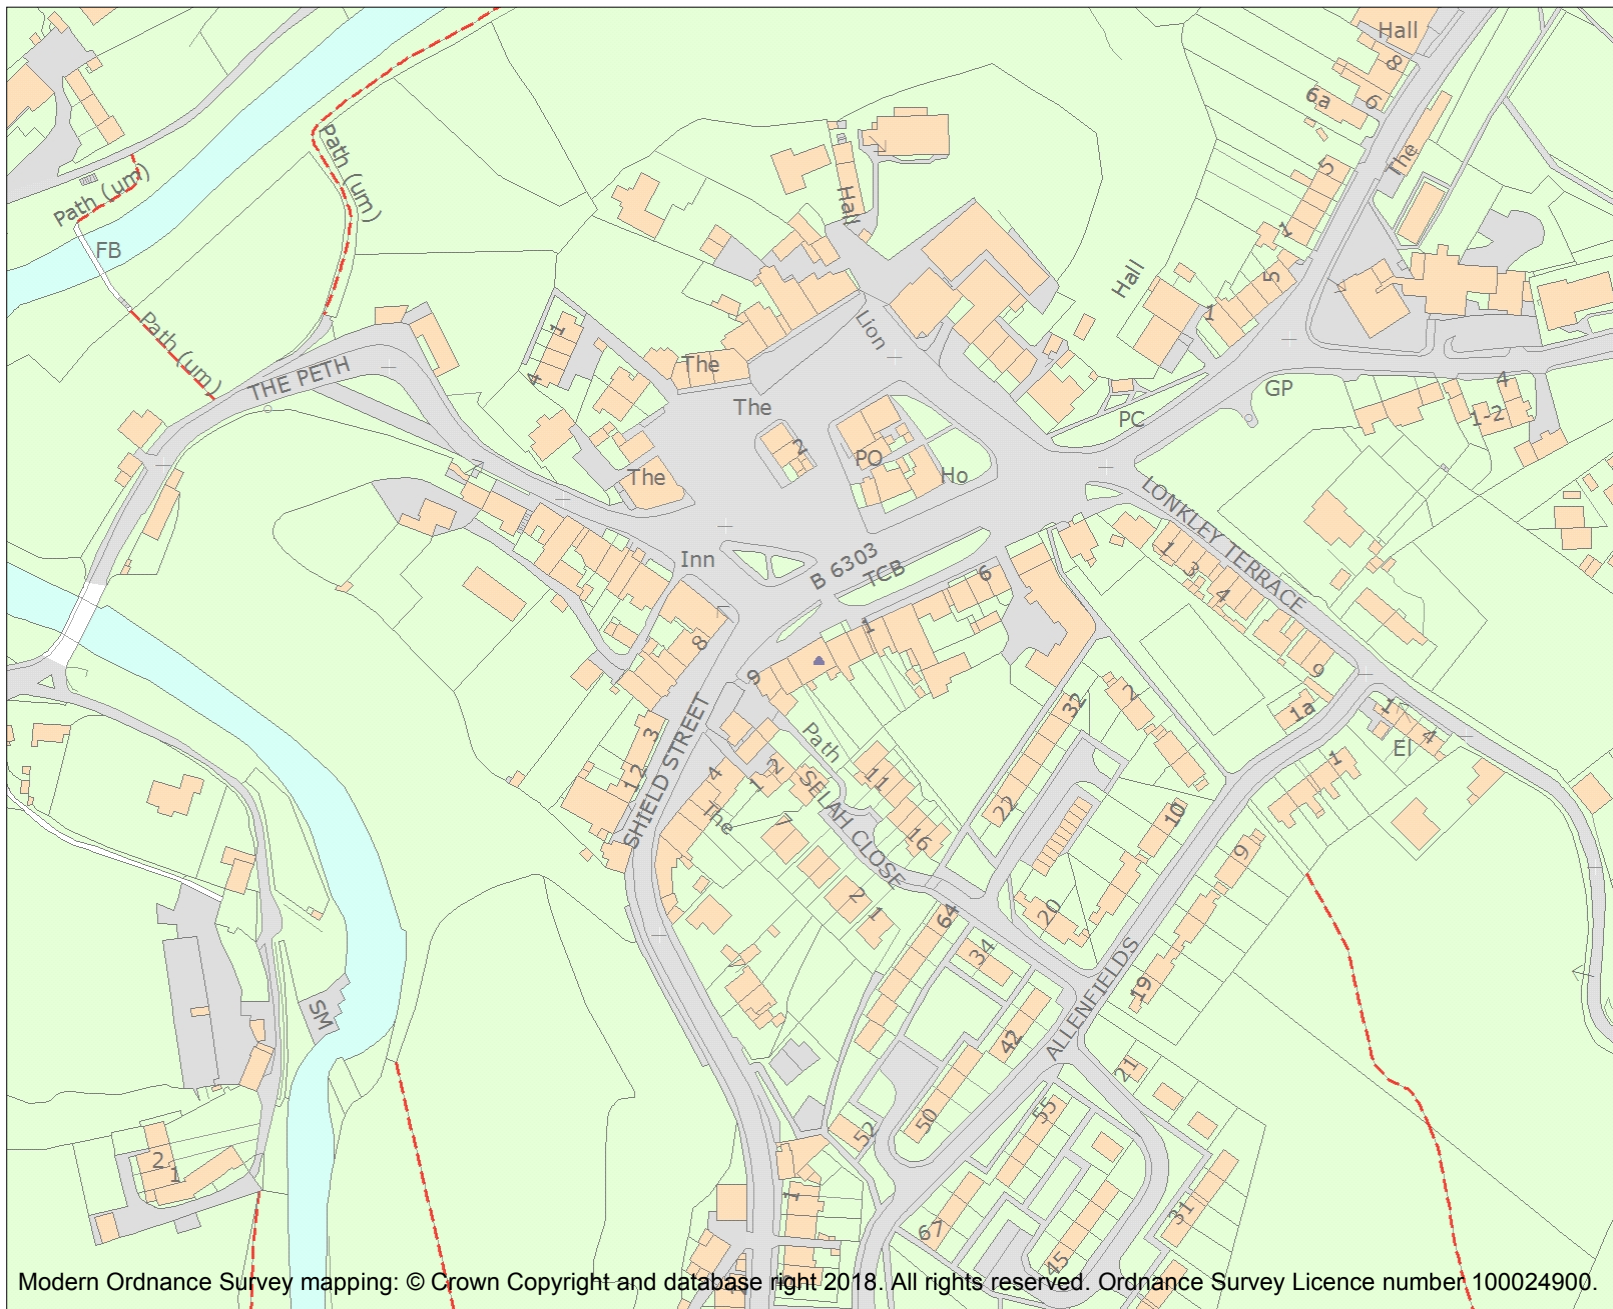 Hall
8
6
6a
The
5
1
5
1
Hall
Path (um)
Path (um)
FB
Path (um)
THE PETH
Hall
Lion
1
4
The
The
The
2
PO
Ho
PC
GP
4
1-2
LONKLEY TERRACE
1
3
4
9
1a
1
4
El
1
Inn
B 6303
TCB
6
1
8
9
SHIELD STREET
3
12
Path
2
1
4
The
7
SELAH CLOSE
11
16
2
1
32
22
2
10
20
9
19
64
34
42
50
52
ALLENFIELDS
21
55
67
45
31
1
SM
2
1
Modern Ordnance Survey mapping: © Crown Copyright and database right 2018. All rights reserved. Ordnance Survey Licence number 100024900.